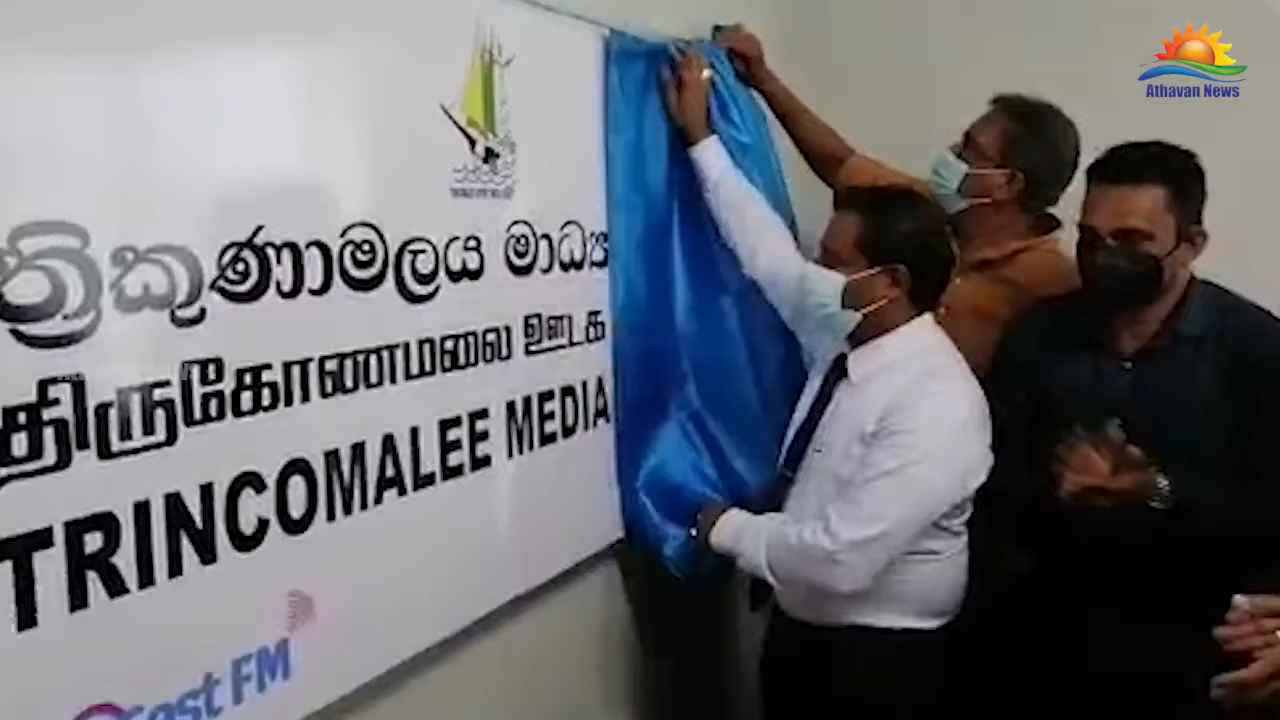 Athavan News
ත්‍රිකුණාමලය මාධ්‍ය
திருகோணமலை ஊடக
TRINCOMALEE MEDIA
FM